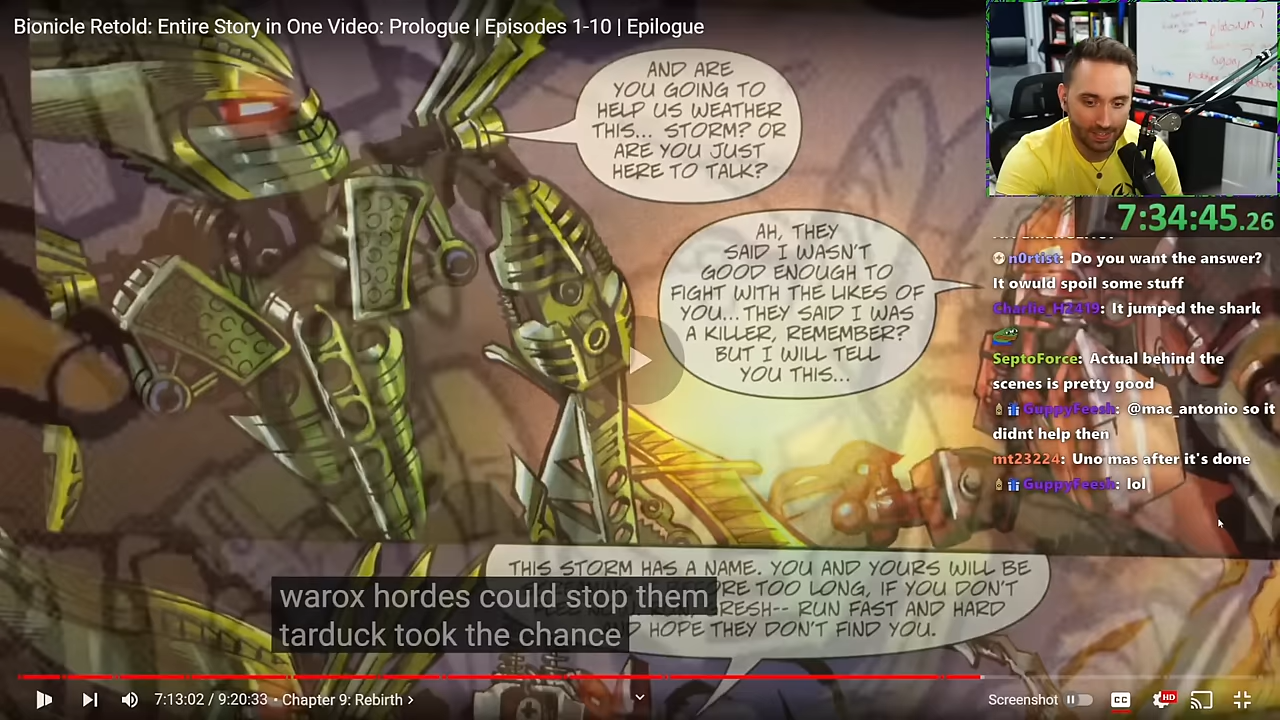 Bionicle Retold: Entire Story in One Video: Prologue | Episodes 1-10 | Epilogue
AND ARE
YOU GOING TO
HELP US WEATHER
THIS... STORM? OR
ARE YOU JUST
HERE TO TALK?
AH, THEY
SAID I WASN'T
GOOD ENOUGH TO
FIGHT WITH THE LIKES OF
YOU... THEY SAID I WAS
A KILLER, REMEMBER?
BUT I WILL TELL
YOU THIS...
7:34:45.26
n0rtist: Do you want the answer?
It owuld spoil some stuff
Charlie_H2419: It jumped the shark
SeptoForce: Actual behind the
scenes is pretty good
GuppyFeesh: @mac_antonio so it
didnt help then
mt23224: Uno mas after it's done
GuppyFeesh: lol
THIS STORM HAS A NAME. YOU AND YOURS WILL BE
TOO LONG, IF YOU DON'T
RUN FAST AND HARD
AND HOPE THEY DON'T FIND YOU.
warox hordes could stop them
tarduck took the chance
7:13:02 / 9:20:33 • Chapter 9: Rebirth >
Screenshot
CC
HD